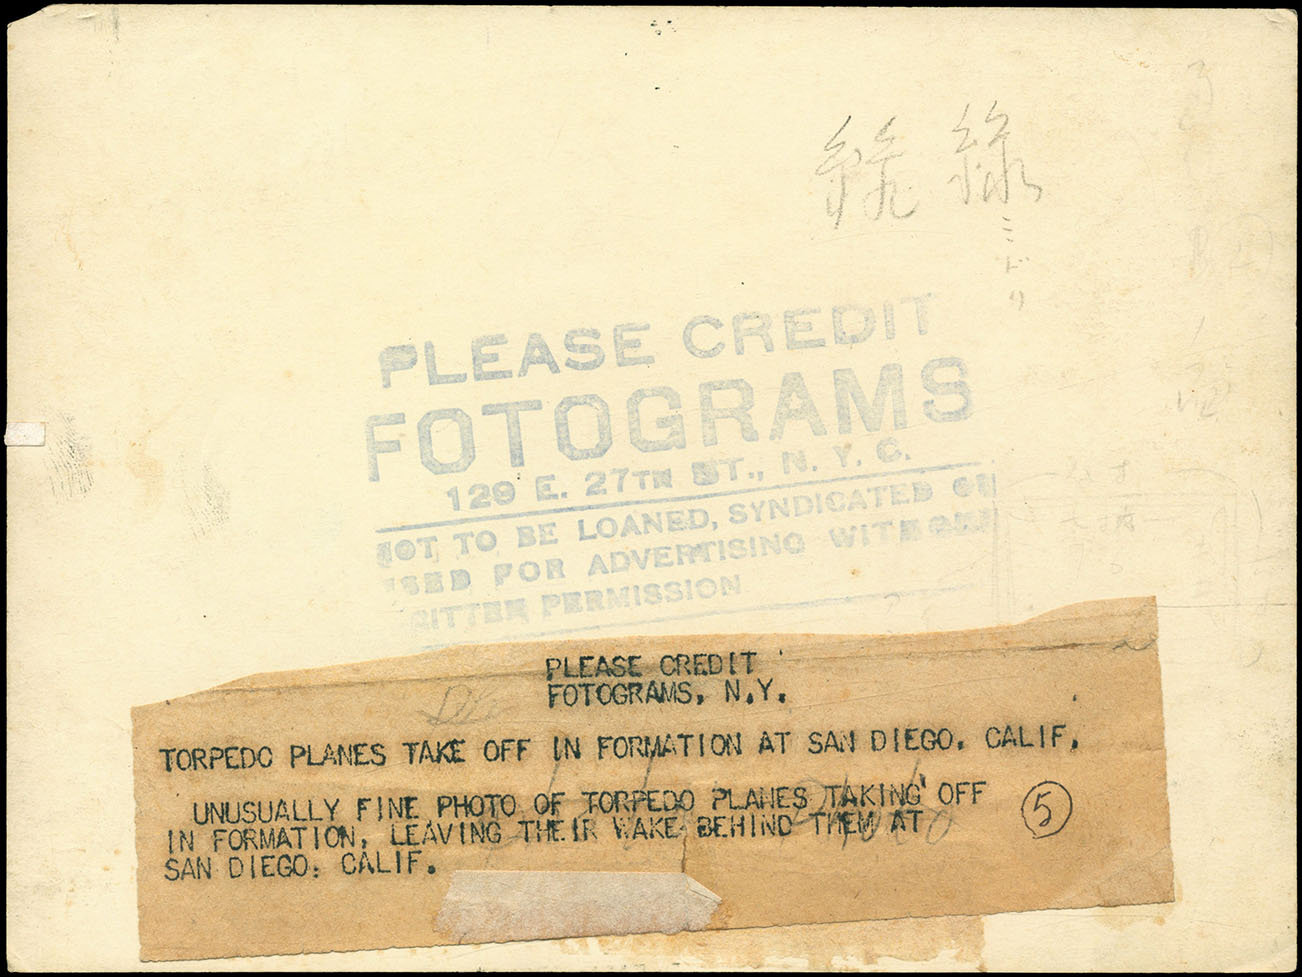 緑
ミドリ
PLEASE CREDIT
FOTOGRAMS
129 E. 27TH ST., N. Y. C.
NOT TO BE LOANED, SYNDICATED OR
USED FOR ADVERTISING WITHOUT
WRITTEN PERMISSION
PLEASE CREDIT
FOTOGRAMS, N.Y.
TORPEDO PLANES TAKE OFF IN FORMATION AT SAN DIEGO, CALIF.
UNUSUALLY FINE PHOTO OF TORPEDO PLANES TAKING OFF
IN FORMATION, LEAVING THEIR WAKE BEHIND THEM AT
SAN DIEGO, CALIF.
5